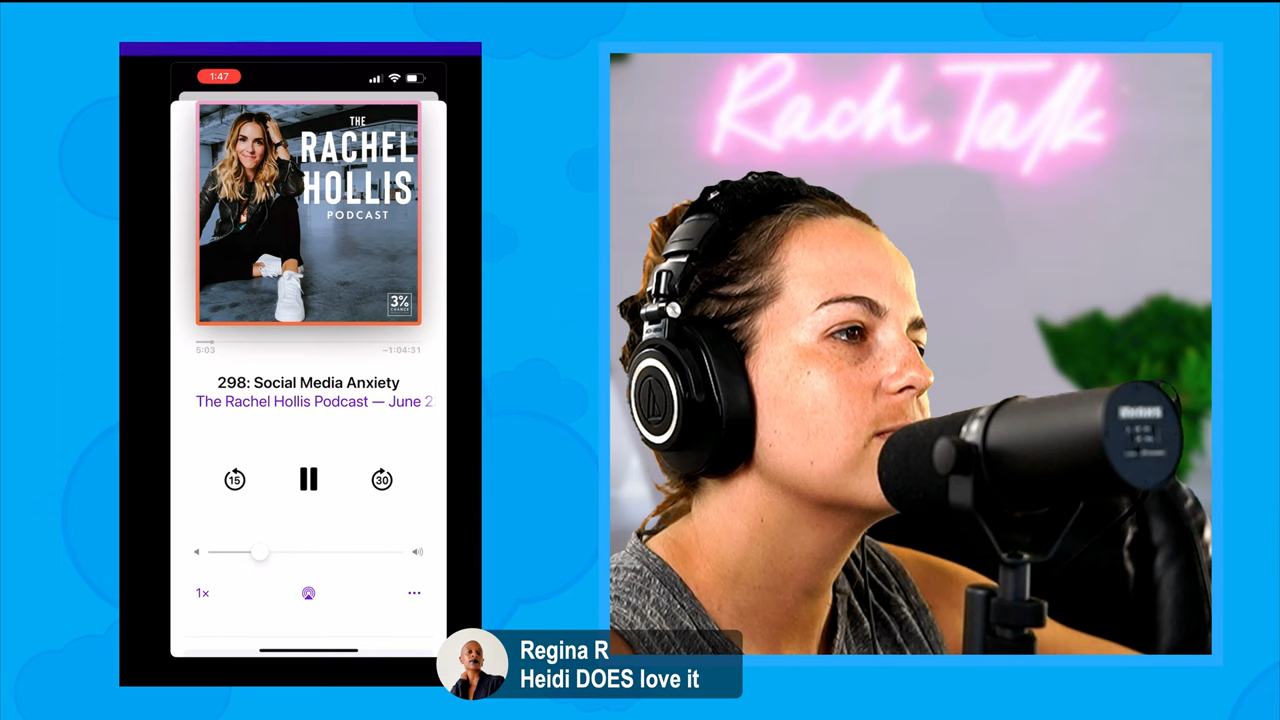 1:47
THE
RACHEL
HOLLIS
PODCAST
3%
CHANCE
5:03
−1:04:31
298: Social Media Anxiety
The Rachel Hollis Podcast — June 2
15
30
1×
Rach Talk
Regina R
Heidi DOES love it